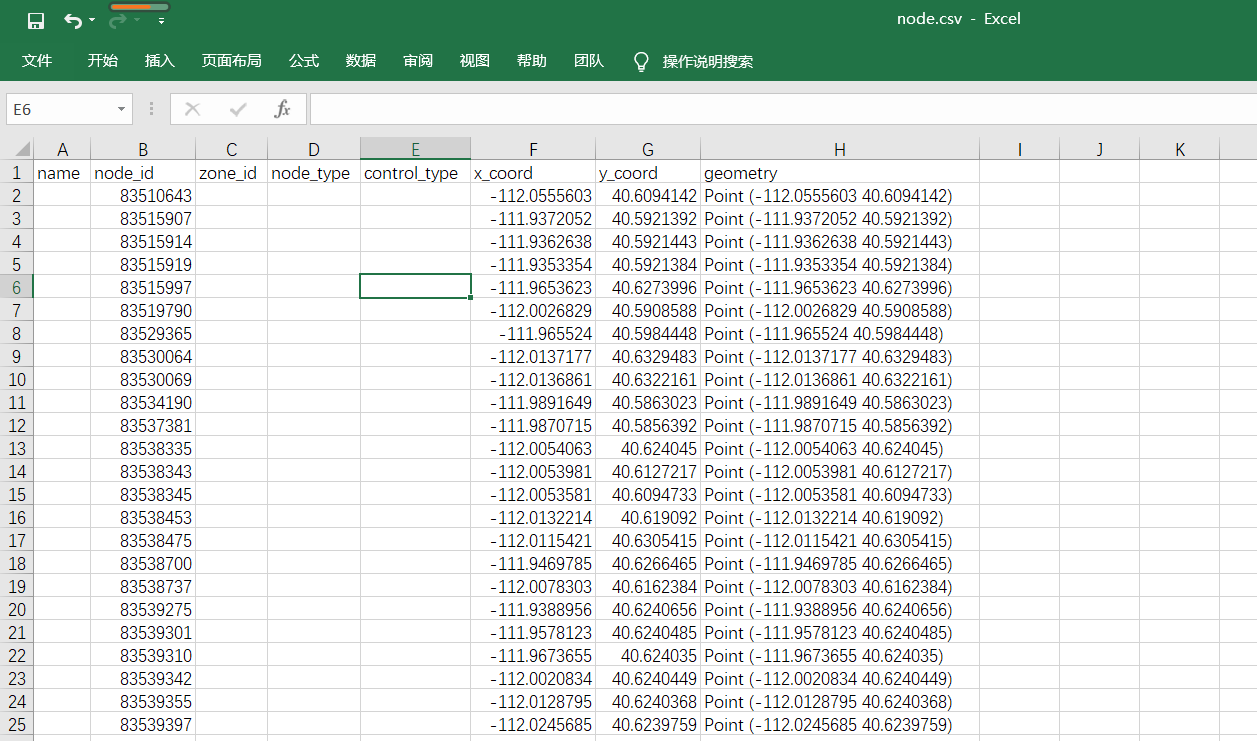 node.csv - Excel
文件 开始 插入 页面布局 公式 数据 审阅 视图 帮助 团队 操作说明搜索
E6 fx
A B C D E F G H I J K
1 name node_id zone_id node_type control_type x_coord y_coord geometry
2 83510643 -112.0555603 40.6094142 Point (-112.0555603 40.6094142)
3 83515907 -111.9372052 40.5921392 Point (-111.9372052 40.5921392)
4 83515914 -111.9362638 40.5921443 Point (-111.9362638 40.5921443)
5 83515919 -111.9353354 40.5921384 Point (-111.9353354 40.5921384)
6 83515997 -111.9653623 40.6273996 Point (-111.9653623 40.6273996)
7 83519790 -112.0026829 40.5908588 Point (-112.0026829 40.5908588)
8 83529365 -111.965524 40.5984448 Point (-111.965524 40.5984448)
9 83530064 -112.0137177 40.6329483 Point (-112.0137177 40.6329483)
10 83530069 -112.0136861 40.6322161 Point (-112.0136861 40.6322161)
11 83534190 -111.9891649 40.5863023 Point (-111.9891649 40.5863023)
12 83537381 -111.9870715 40.5856392 Point (-111.9870715 40.5856392)
13 83538335 -112.0054063 40.624045 Point (-112.0054063 40.624045)
14 83538343 -112.0053981 40.6127217 Point (-112.0053981 40.6127217)
15 83538345 -112.0053581 40.6094733 Point (-112.0053581 40.6094733)
16 83538453 -112.0132214 40.619092 Point (-112.0132214 40.619092)
17 83538475 -112.0115421 40.6305415 Point (-112.0115421 40.6305415)
18 83538700 -111.9469785 40.6266465 Point (-111.9469785 40.6266465)
19 83538737 -112.0078303 40.6162384 Point (-112.0078303 40.6162384)
20 83539275 -111.9388956 40.6240656 Point (-111.9388956 40.6240656)
21 83539301 -111.9578123 40.6240485 Point (-111.9578123 40.6240485)
22 83539310 -111.9673655 40.624035 Point (-111.9673655 40.624035)
23 83539342 -112.0020834 40.6240449 Point (-112.0020834 40.6240449)
24 83539355 -112.0128795 40.6240368 Point (-112.0128795 40.6240368)
25 83539397 -112.0245685 40.6239759 Point (-112.0245685 40.6239759)